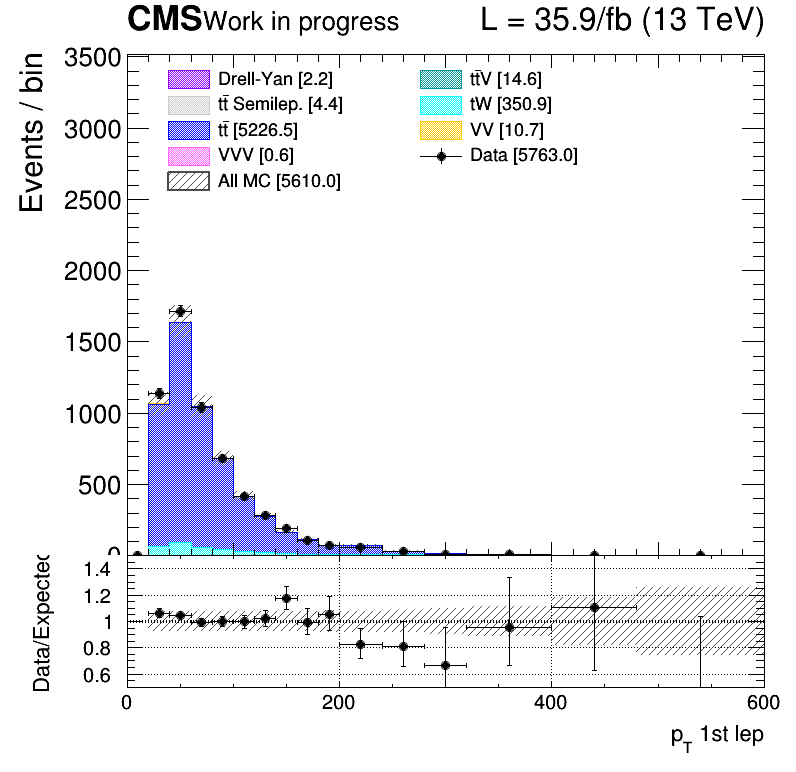 CMS Work in progress L = 35.9/fb (13 TeV)
Events / bin
3500
3000
2500
2000
1500
1000
500
0
Drell-Yan [2.2]
tt̄ Semilep. [4.4]
tt̄ [5226.5]
VVV [0.6]
All MC [5610.0]
tt̄V [14.6]
tW [350.9]
VV [10.7]
Data [5763.0]
Data/Expected
1.4
1.2
1
0.8
0.6
0 200 400 600
p_T 1st lep